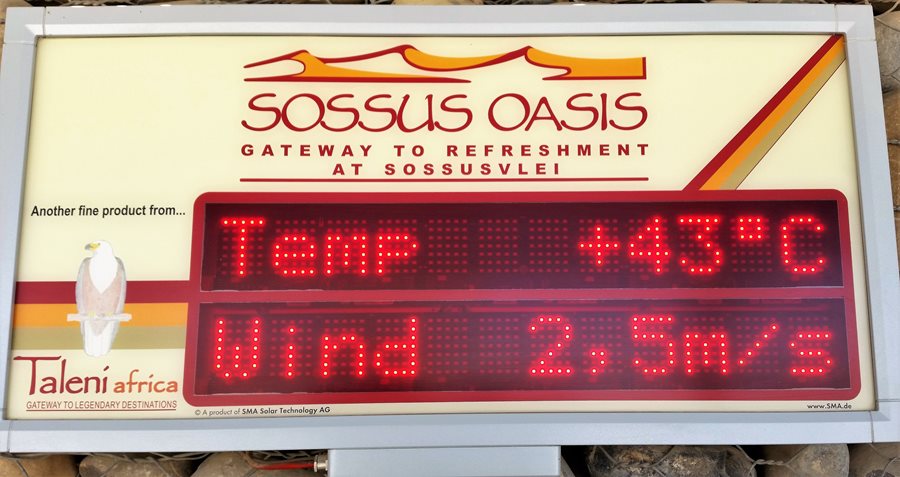 SOSSUS OASIS
GATEWAY TO REFRESHMENT
AT SOSSUSVLEI
Another fine product from...
Temp +43°C
Wind 2,5m/s
Taleni africa
GATEWAY TO LEGENDARY DESTINATIONS
© A product of SMA Solar Technology AG
www.SMA.de